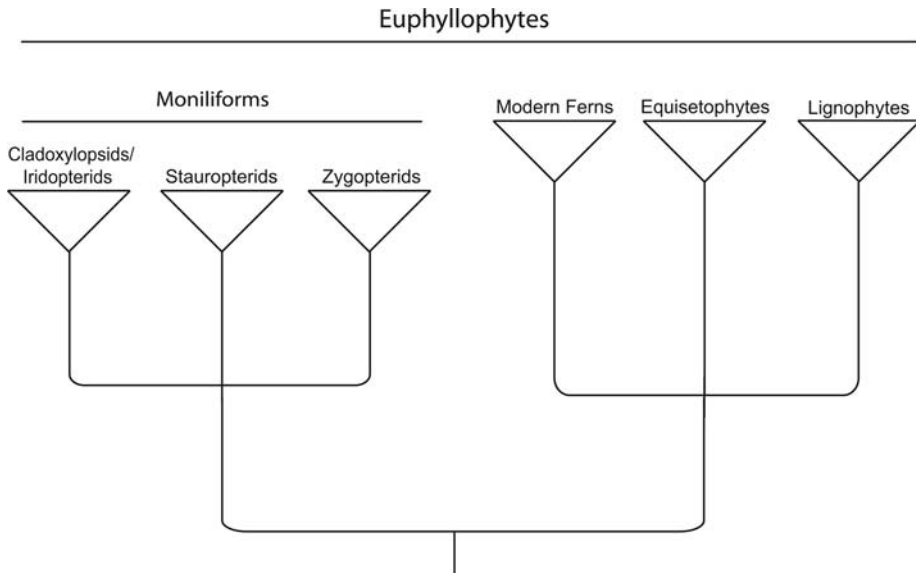 Euphyllophytes
Moniliforms
Modern Ferns
Equisetophytes
Lignophytes
Cladoxylopsids/
Iridopterids
Stauropterids
Zygopterids